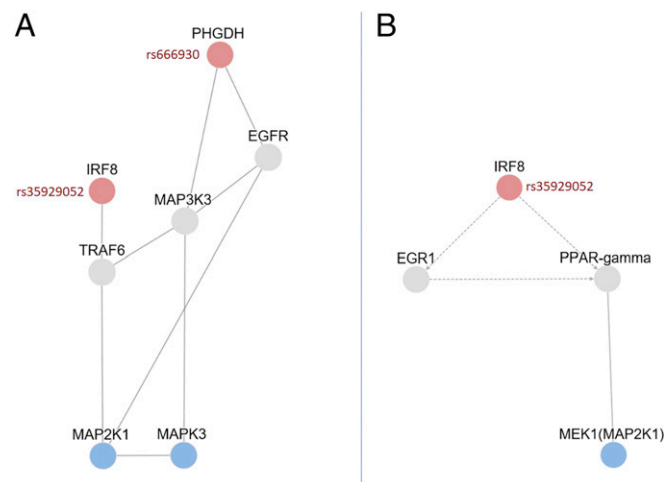 A
PHGDH
rs666930
EGFR
IRF8
rs35929052
MAP3K3
TRAF6
MAP2K1
MAPK3
B
IRF8
rs35929052
EGR1
PPAR-gamma
MEK1(MAP2K1)